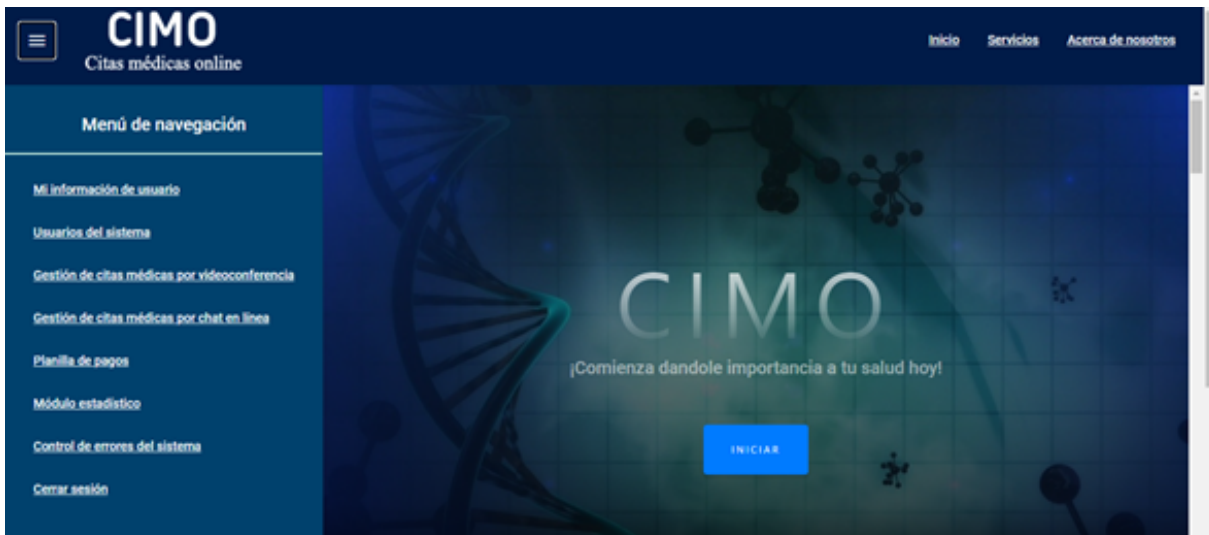 CIMO
Citas médicas online
Inicio Servicios Acerca de nosotros
Menú de navegación
Mi información de usuario
Usuarios del sistema
Gestión de citas médicas por videoconferencia
Gestión de citas médicas por chat en línea
Planilla de pagos
Módulo estadístico
Control de errores del sistema
Cerrar sesión
CIMO
¡Comienza dandole importancia a tu salud hoy!
INICIAR